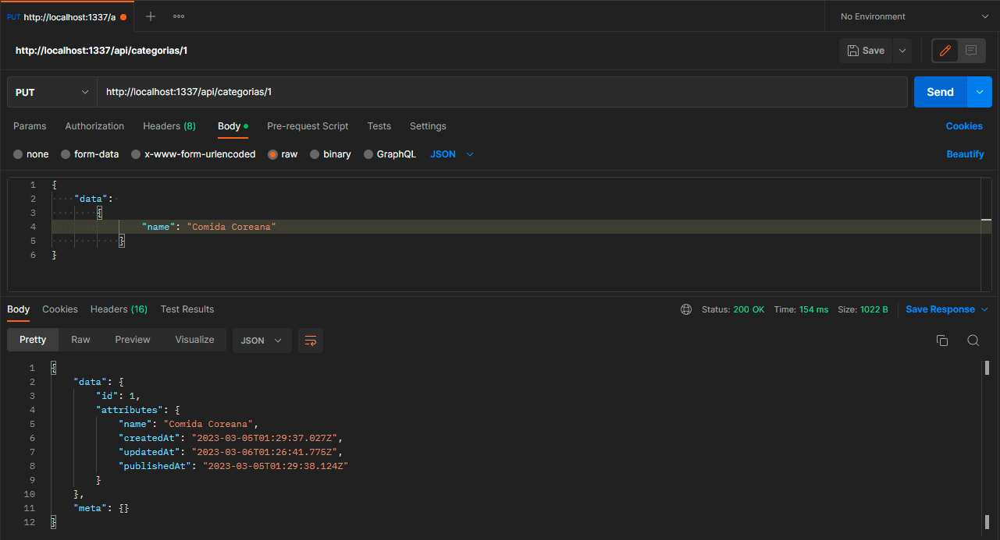 PUT http://localhost:1337/a
No Environment
http://localhost:1337/api/categorias/1
Save
PUT http://localhost:1337/api/categorias/1 Send
Params Authorization Headers (8) Body Pre-request Script Tests Settings Cookies
none form-data x-www-form-urlencoded raw binary GraphQL JSON Beautify
1 {
2 "data":
3 {
4 "name": "Comida Coreana"
5 }
6 }
Body Cookies Headers (16) Test Results Status: 200 OK Time: 154 ms Size: 1022 B Save Response
Pretty Raw Preview Visualize JSON
1 {
2 "data": {
3 "id": 1,
4 "attributes": {
5 "name": "Comida Coreana",
6 "createdAt": "2023-03-05T01:29:37.027Z",
7 "updatedAt": "2023-03-06T01:26:41.775Z",
8 "publishedAt": "2023-03-05T01:29:38.124Z"
9 }
10 },
11 "meta": {}
12 }